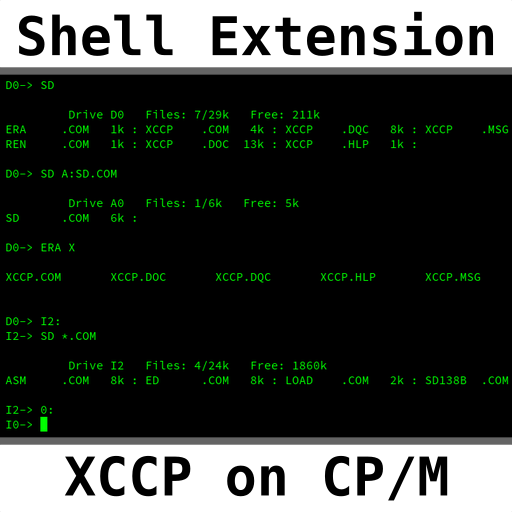 Shell Extension
D0-> SD
Drive D0   Files: 7/29k   Free: 211k
ERA     .COM   1k : XCCP    .COM   4k : XCCP    .DQC   8k : XCCP    .MSG
REN     .COM   1k : XCCP    .DOC  13k : XCCP    .HLP   1k :
D0-> SD A:SD.COM
Drive A0   Files: 1/6k   Free: 5k
SD      .COM   6k :
D0-> ERA X
XCCP.COM       XCCP.DOC       XCCP.DQC       XCCP.HLP       XCCP.MSG
D0-> I2:
I2-> SD *.COM
Drive I2   Files: 4/24k   Free: 1860k
ASM     .COM   8k : ED      .COM   8k : LOAD    .COM   2k : SD138B  .COM
I2-> 0:
I0->
XCCP on CP/M